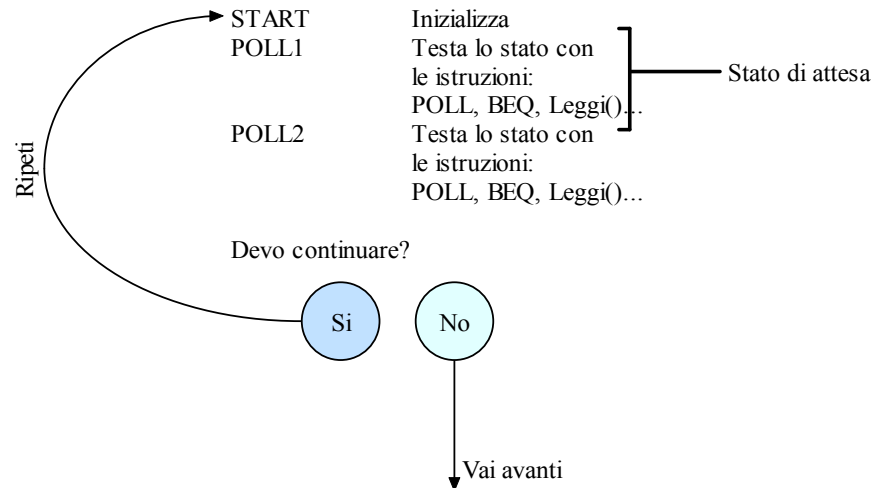 START Inizializza
POLL1 Testa lo stato con
le istruzioni:
POLL, BEQ, Leggi()...
Stato di attesa
POLL2 Testa lo stato con
le istruzioni:
POLL, BEQ, Leggi()...
Ripeti
Devo continuare?
Si No
Vai avanti